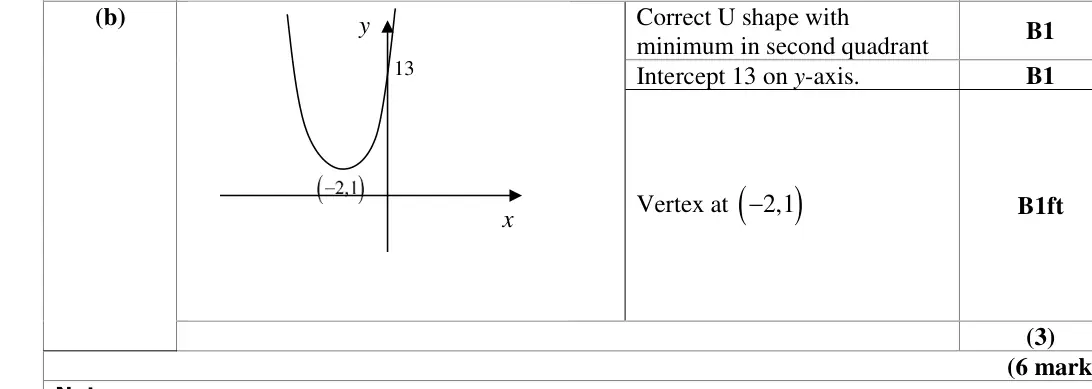 (b)
y
13
(−2,1)
x
Correct U shape with
minimum in second quadrant
B1
Intercept 13 on y-axis.
B1
Vertex at (−2,1)
B1ft
(3)
(6 mark